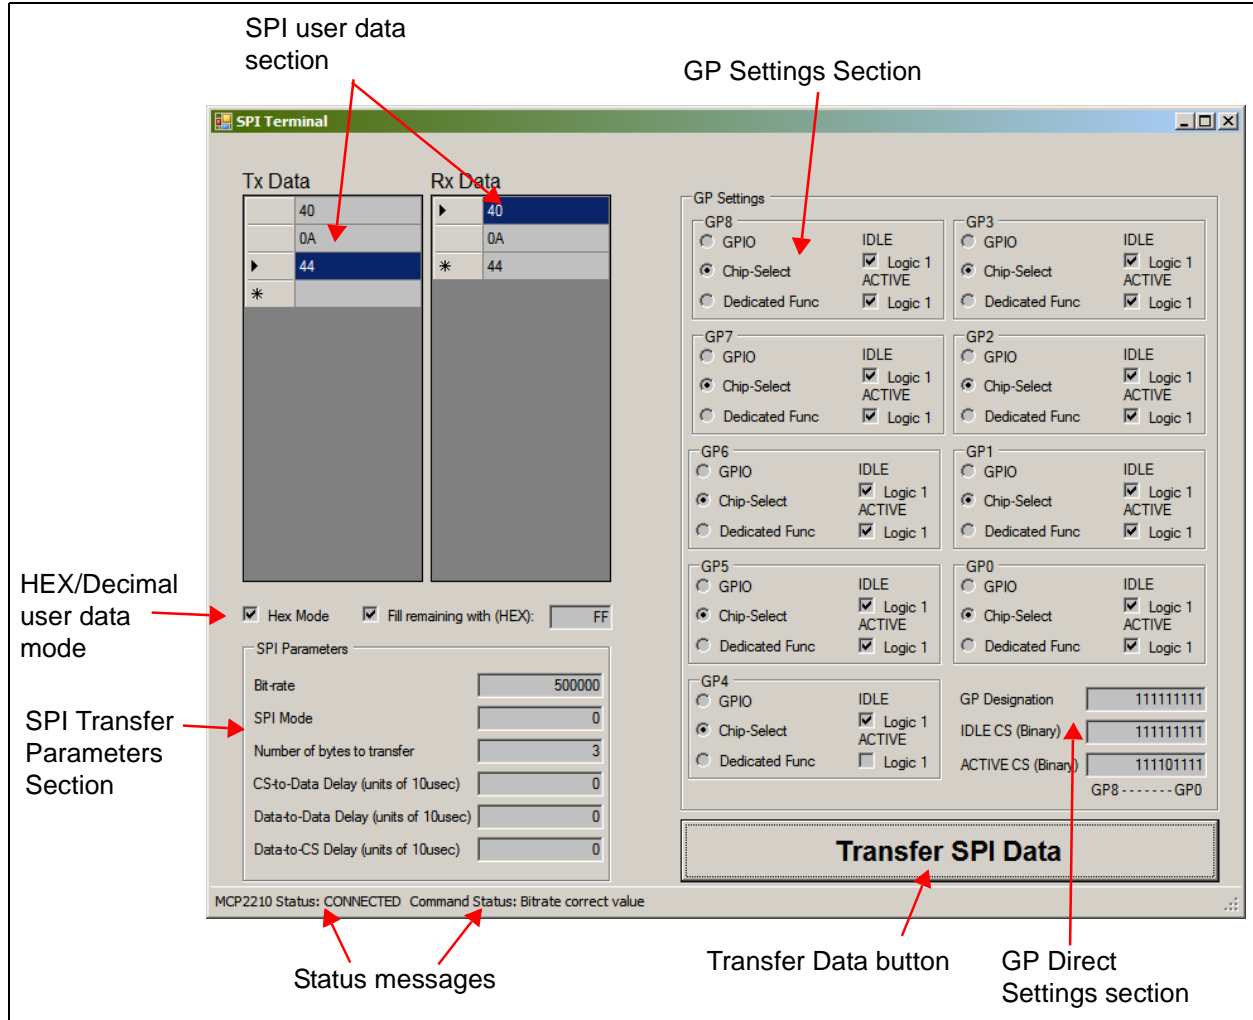 SPI user data
section
GP Settings Section
SPI Terminal
Tx Data
Rx Data
40
0A
44
*
40
0A
* 44
HEX/Decimal
user data
mode
Hex Mode
Fill remaining with (HEX): FF
SPI Transfer
Parameters
Section
SPI Parameters
Bit-rate 500000
SPI Mode 0
Number of bytes to transfer 3
CS-to-Data Delay (units of 10usec) 0
Data-to-Data Delay (units of 10usec) 0
Data-to-CS Delay (units of 10usec) 0
GP Settings
GP8
GPIO IDLE
Chip-Select Logic 1
ACTIVE
Dedicated Func Logic 1
GP3
GPIO IDLE
Chip-Select Logic 1
ACTIVE
Dedicated Func Logic 1
GP7
GPIO IDLE
Chip-Select Logic 1
ACTIVE
Dedicated Func Logic 1
GP2
GPIO IDLE
Chip-Select Logic 1
ACTIVE
Dedicated Func Logic 1
GP6
GPIO IDLE
Chip-Select Logic 1
ACTIVE
Dedicated Func Logic 1
GP1
GPIO IDLE
Chip-Select Logic 1
ACTIVE
Dedicated Func Logic 1
GP5
GPIO IDLE
Chip-Select Logic 1
ACTIVE
Dedicated Func Logic 1
GP0
GPIO IDLE
Chip-Select Logic 1
ACTIVE
Dedicated Func Logic 1
GP4
GPIO IDLE
Chip-Select Logic 1
ACTIVE
Dedicated Func Logic 1
GP Designation 111111111
IDLE CS (Binary) 111111111
ACTIVE CS (Binary) 111101111
GP8-------GP0
Transfer SPI Data
MCP2210 Status: CONNECTED Command Status: Bitrate correct value
Status messages
Transfer Data button
GP Direct
Settings section